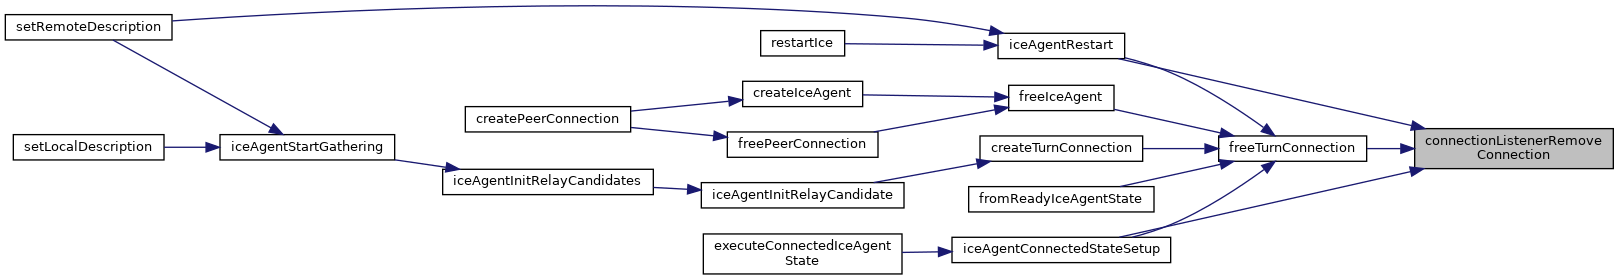 setRemoteDescription
restartIce
iceAgentRestart
createIceAgent
freeIceAgent
createPeerConnection
freePeerConnection
createTurnConnection
freeTurnConnection
connectionListenerRemove
Connection
setLocalDescription
iceAgentStartGathering
iceAgentInitRelayCandidates
iceAgentInitRelayCandidate
fromReadyIceAgentState
executeConnectedIceAgent
State
iceAgentConnectedStateSetup